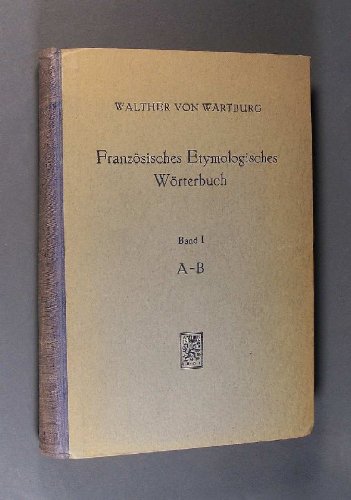 WALTHER VON WARTBURG
Französisches Etymologisches
Wörterbuch
Band I
A-B